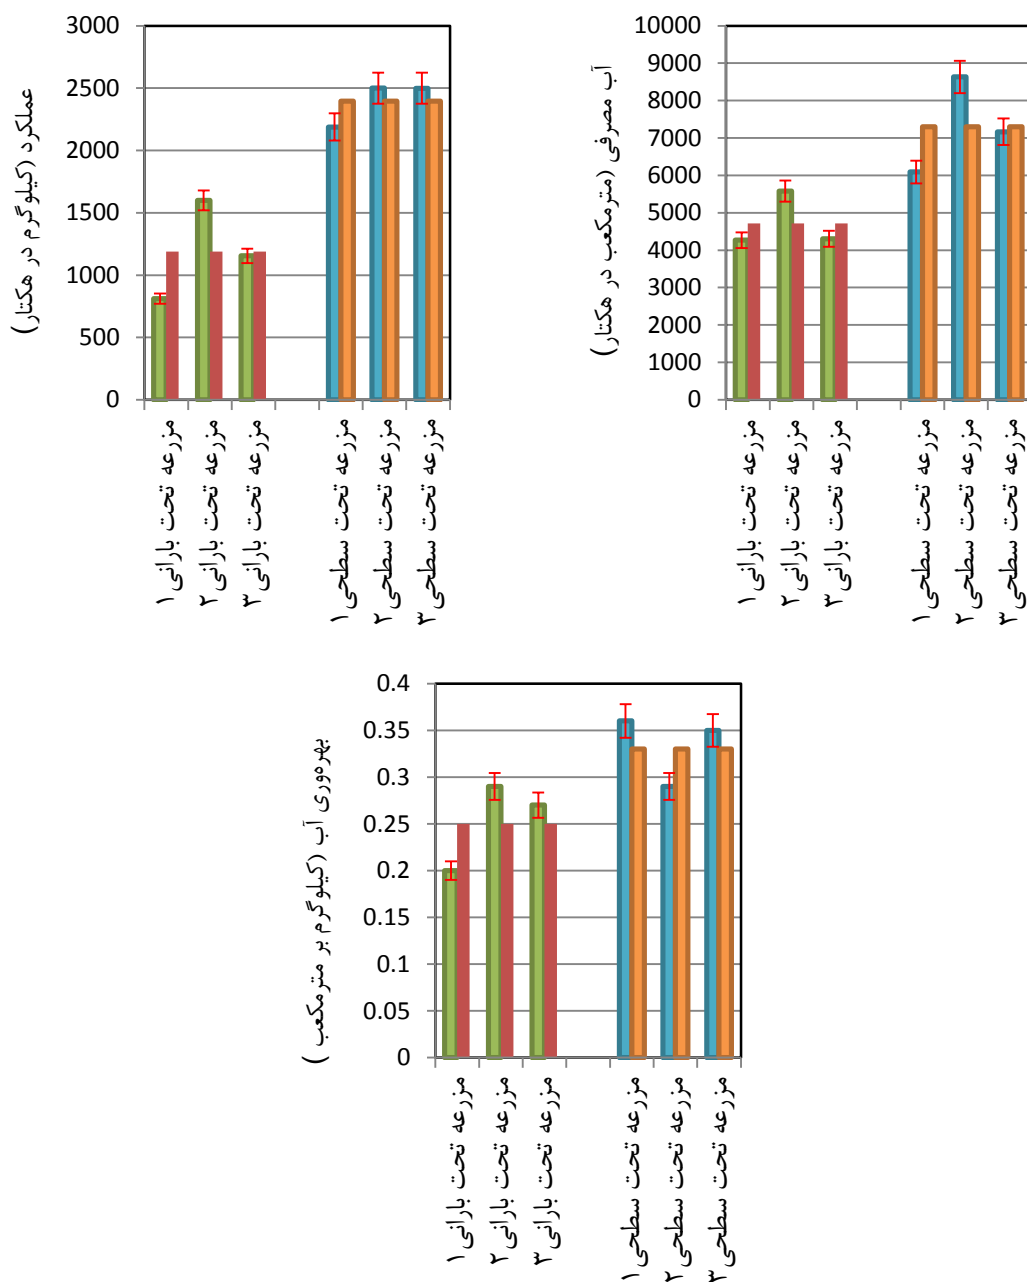 عملکرد (کیلوگرم در هکتار)
3000
2500
2000
1500
1000
500
0
مزرعه تحت بارانی ۱
مزرعه تحت بارانی ۲
مزرعه تحت بارانی ۳
مزرعه تحت سطحی ۱
مزرعه تحت سطحی ۲
مزرعه تحت سطحی ۳
آب مصرفی (مترمکعب در هکتار)
10000
9000
8000
7000
6000
5000
4000
3000
2000
1000
0
مزرعه تحت بارانی ۱
مزرعه تحت بارانی ۲
مزرعه تحت بارانی ۳
مزرعه تحت سطحی ۱
مزرعه تحت سطحی ۲
مزرعه تحت سطحی ۳
بهره‌وری آب (کیلوگرم بر مترمکعب )
0.4
0.35
0.3
0.25
0.2
0.15
0.1
0.05
0
مزرعه تحت بارانی ۱
مزرعه تحت بارانی ۲
مزرعه تحت بارانی ۳
مزرعه تحت سطحی ۱
مزرعه تحت سطحی ۲
مزرعه تحت سطحی ۳